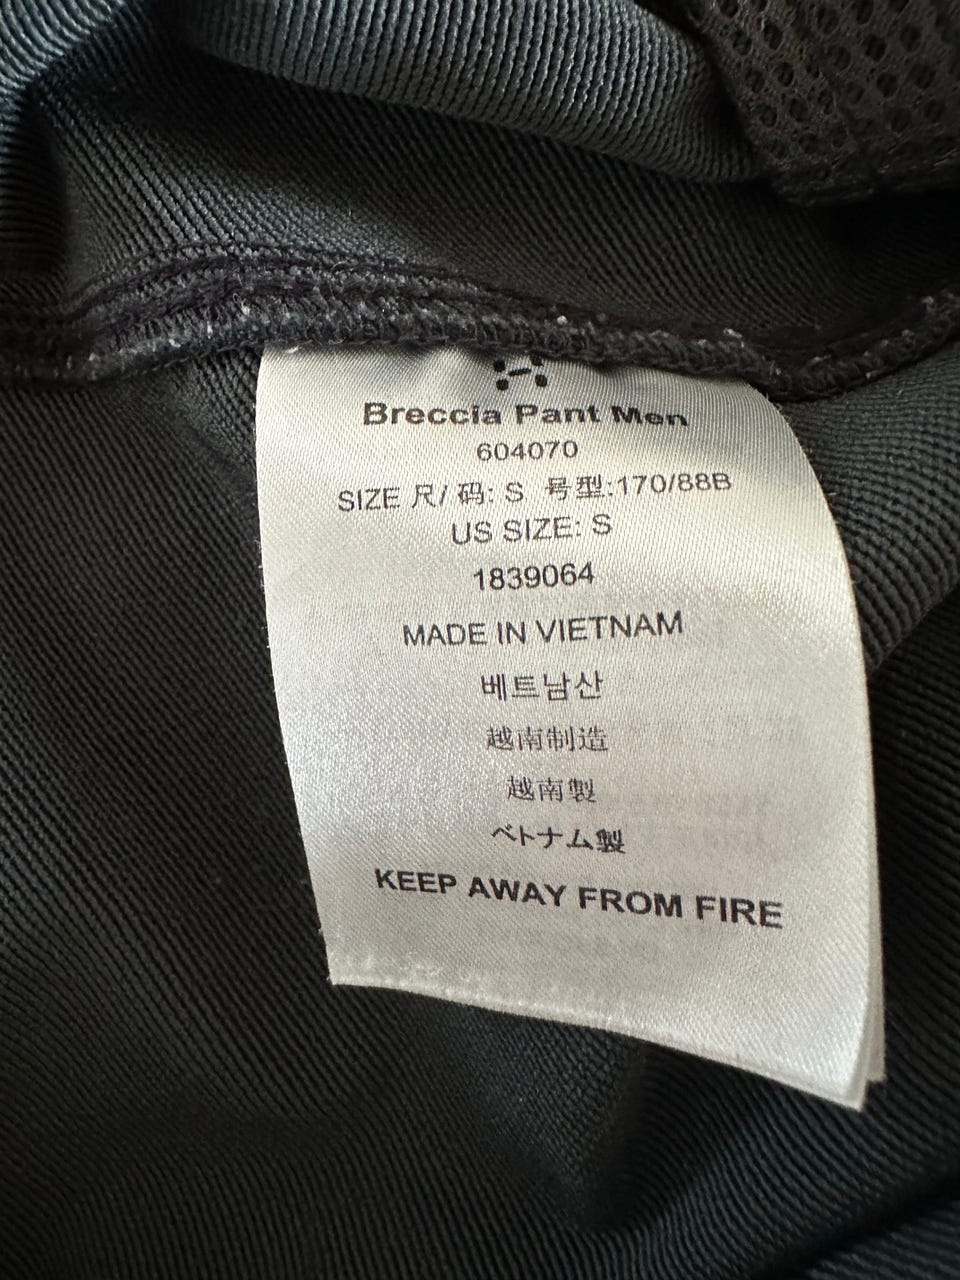 Breccia Pant Men
604070
SIZE 尺/ 码: S 号型:170/88B
US SIZE: S
1839064
MADE IN VIETNAM
베트남산
越南制造
越南製
ベトナム製
KEEP AWAY FROM FIRE